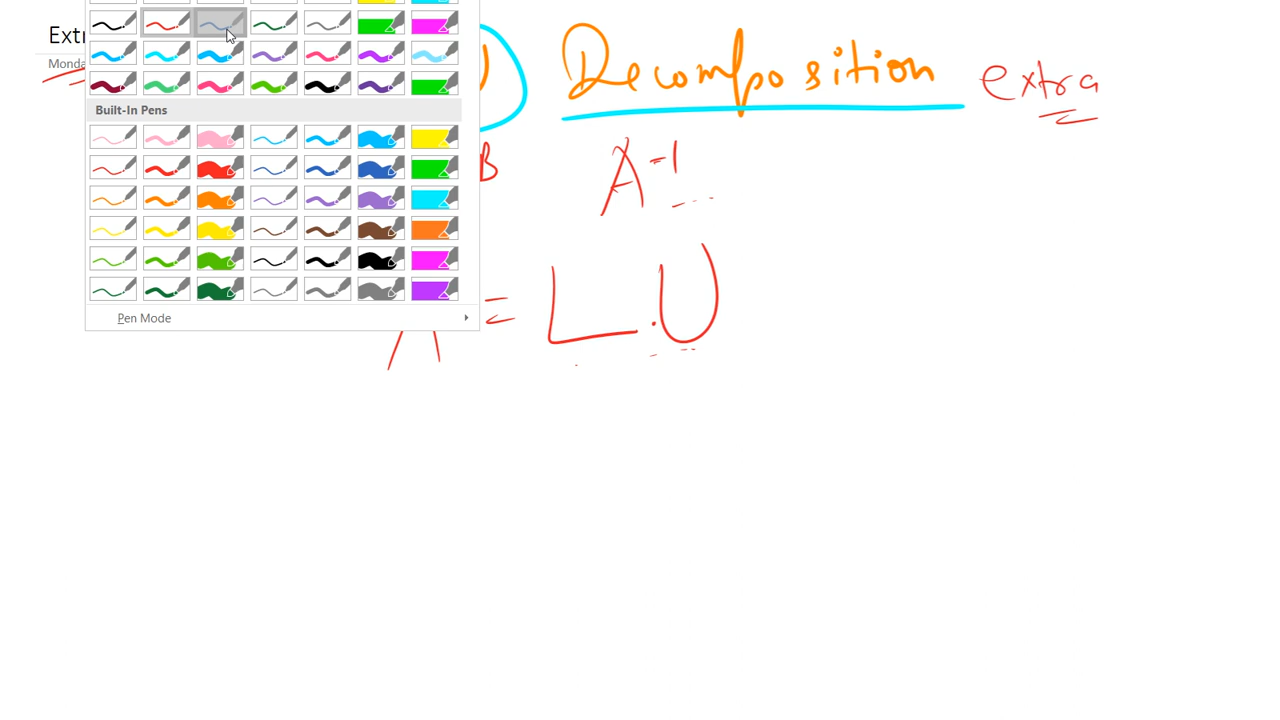 Extr
) Decomposition extra
Monda
Built-In Pens
B A⁻¹
A = L.U
Pen Mode